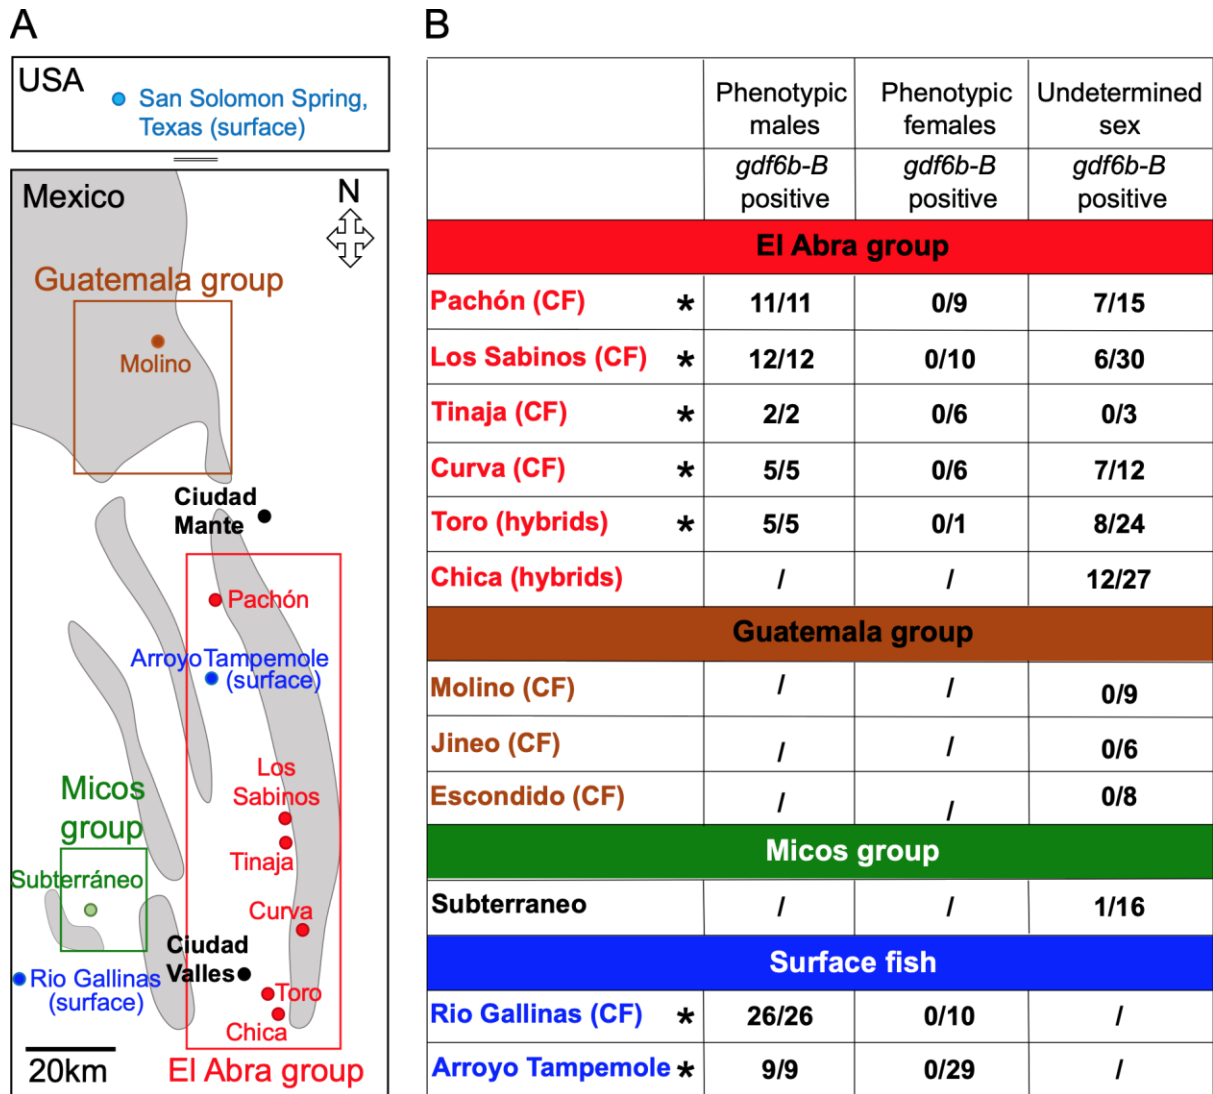 A
USA
San Solomon Spring,
Texas (surface)
Mexico
N
Guatemala group
Molino
Ciudad
Mante
Pachón
Arroyo Tampemole
(surface)
Los
Sabinos
Micos
group
Tinaja
Subterráneo
Curva
Ciudad
Valles
Rio Gallinas
(surface)
Toro
Chica
20km
El Abra group
B
Phenotypic males Phenotypic females Undetermined sex
gdf6b-B positive gdf6b-B positive gdf6b-B positive
El Abra group
Pachón (CF) * 11/11 0/9 7/15
Los Sabinos (CF) * 12/12 0/10 6/30
Tinaja (CF) * 2/2 0/6 0/3
Curva (CF) * 5/5 0/6 7/12
Toro (hybrids) * 5/5 0/1 8/24
Chica (hybrids) / / 12/27
Guatemala group
Molino (CF) / / 0/9
Jineo (CF) / / 0/6
Escondido (CF) / / 0/8
Micos group
Subterraneo / / 1/16
Surface fish
Rio Gallinas (CF) * 26/26 0/10 /
Arroyo Tampemole * 9/9 0/29 /